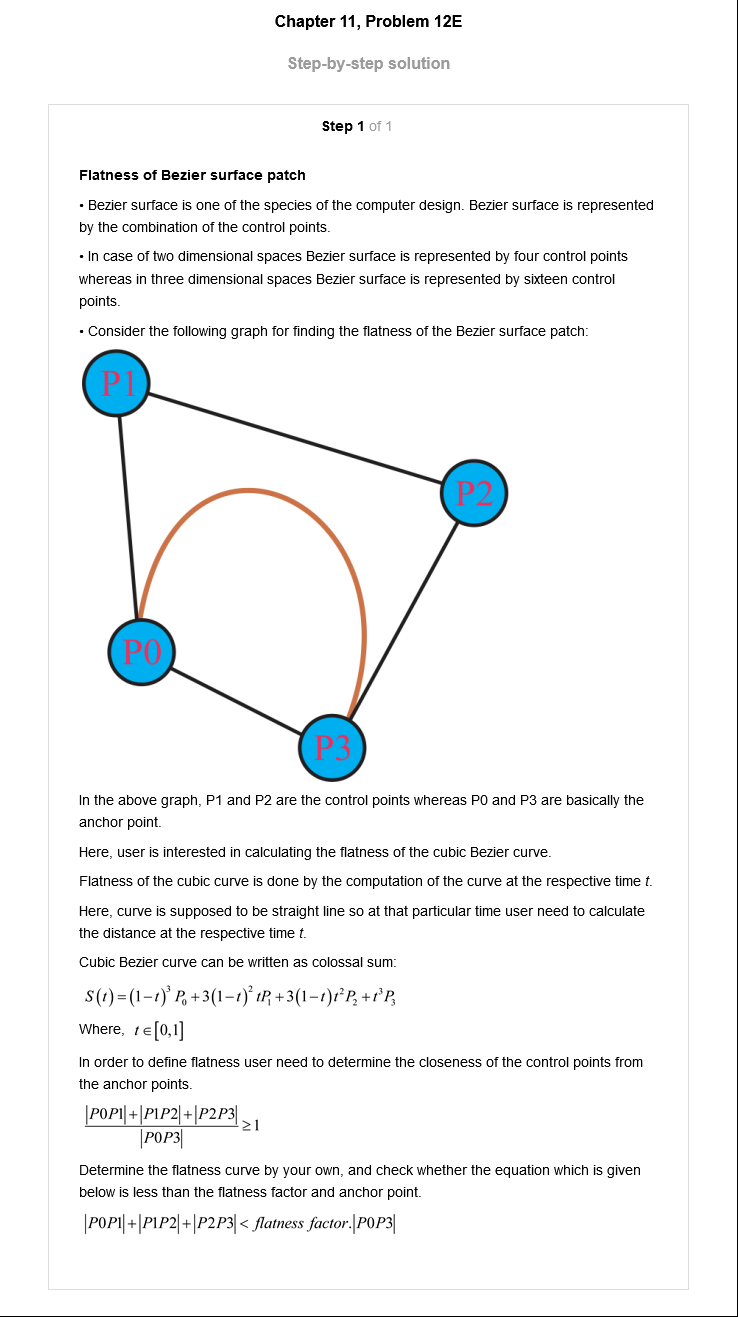 Chapter 11, Problem 12E
Step-by-step solution
Step 1 of 1
Flatness of Bezier surface patch
• Bezier surface is one of the species of the computer design. Bezier surface is represented
by the combination of the control points.
• In case of two dimensional spaces Bezier surface is represented by four control points
whereas in three dimensional spaces Bezier surface is represented by sixteen control
points.
• Consider the following graph for finding the flatness of the Bezier surface patch:
P1
P2
P0
P3
In the above graph, P1 and P2 are the control points whereas P0 and P3 are basically the
anchor point.
Here, user is interested in calculating the flatness of the cubic Bezier curve.
Flatness of the cubic curve is done by the computation of the curve at the respective time t.
Here, curve is supposed to be straight line so at that particular time user need to calculate
the distance at the respective time t.
Cubic Bezier curve can be written as colossal sum:
S(t)=(1−t)³ P₀+3(1−t)² tP₁+3(1−t)t²P₂+t³P₃
Where, t∈[0,1]
In order to define flatness user need to determine the closeness of the control points from
the anchor points.
|P0P1|+|P1P2|+|P2P3|
≥1
|P0P3|
Determine the flatness curve by your own, and check whether the equation which is given
below is less than the flatness factor and anchor point.
|P0P1|+|P1P2|+|P2P3|< flatness factor.|P0P3|